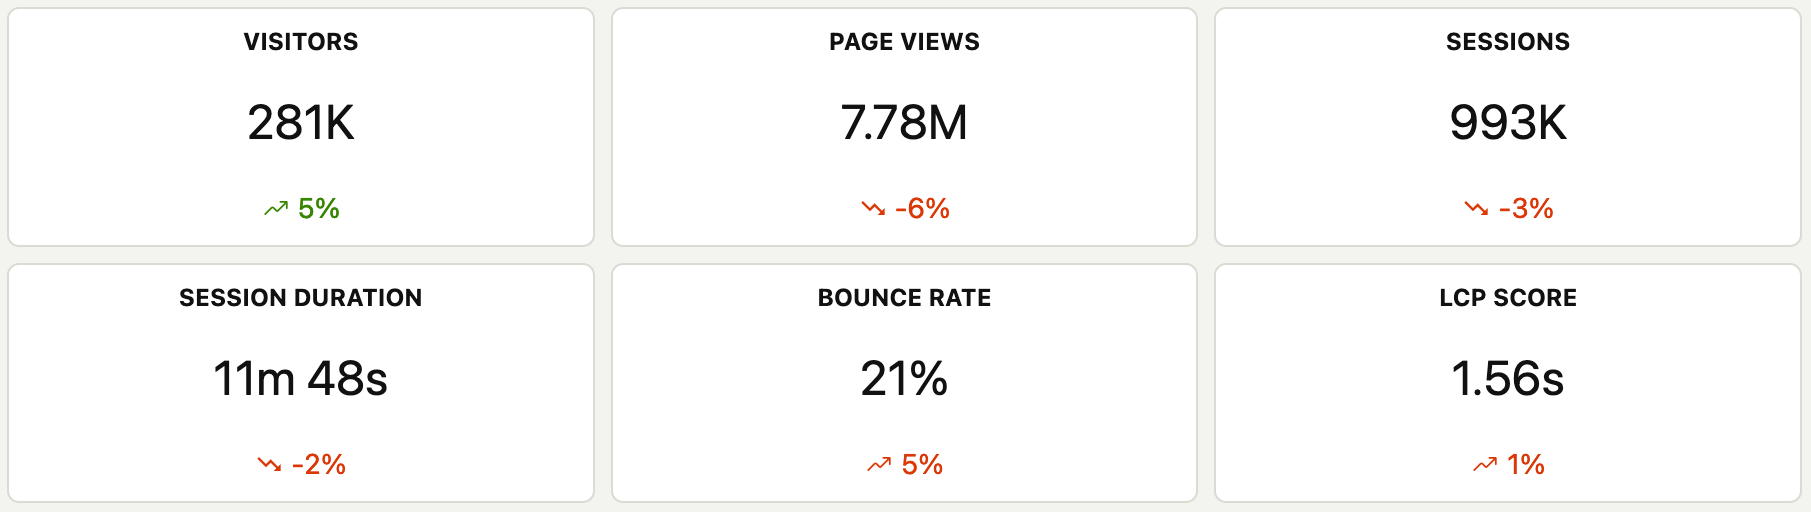 VISITORS
281K
5%
PAGE VIEWS
7.78M
-6%
SESSIONS
993K
-3%
SESSION DURATION
11m 48s
-2%
BOUNCE RATE
21%
5%
LCP SCORE
1.56s
1%